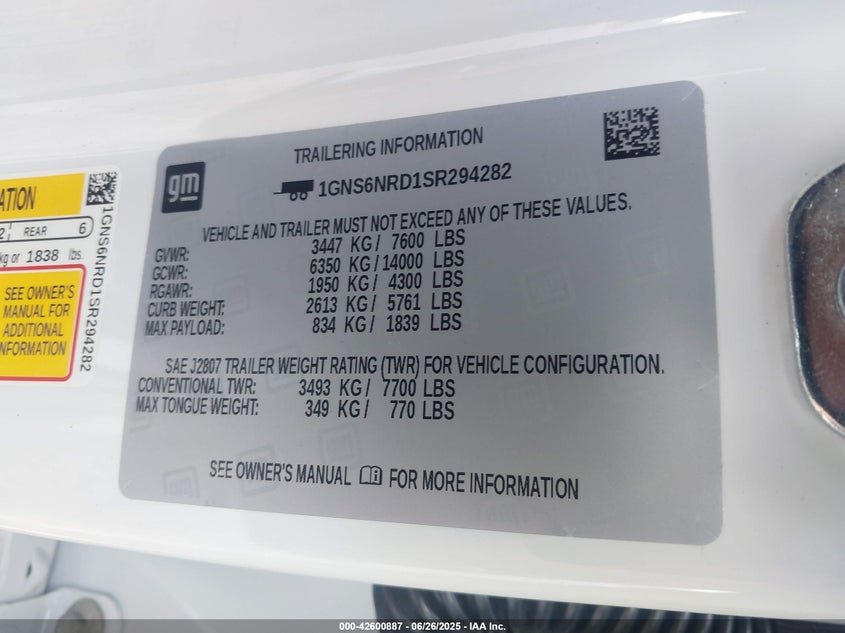 ATION
2 REAR 6
kg or 1838 lbs.
SEE OWNER'S
MANUAL FOR
ADDITIONAL
INFORMATION
1GNS6NRD1SR294282
gm
TRAILERING INFORMATION
1GNS6NRD1SR294282
VEHICLE AND TRAILER MUST NOT EXCEED ANY OF THESE VALUES.
GVWR: 3447 KG / 7600 LBS
GCWR: 6350 KG /14000 LBS
RGAWR: 1950 KG / 4300 LBS
CURB WEIGHT: 2613 KG / 5761 LBS
MAX PAYLOAD: 834 KG / 1839 LBS
SAE J2807 TRAILER WEIGHT RATING (TWR) FOR VEHICLE CONFIGURATION.
CONVENTIONAL TWR: 3493 KG / 7700 LBS
MAX TONGUE WEIGHT: 349 KG / 770 LBS
SEE OWNER'S MANUAL FOR MORE INFORMATION
000-42600887 - 06/26/2025 - IAA Inc.